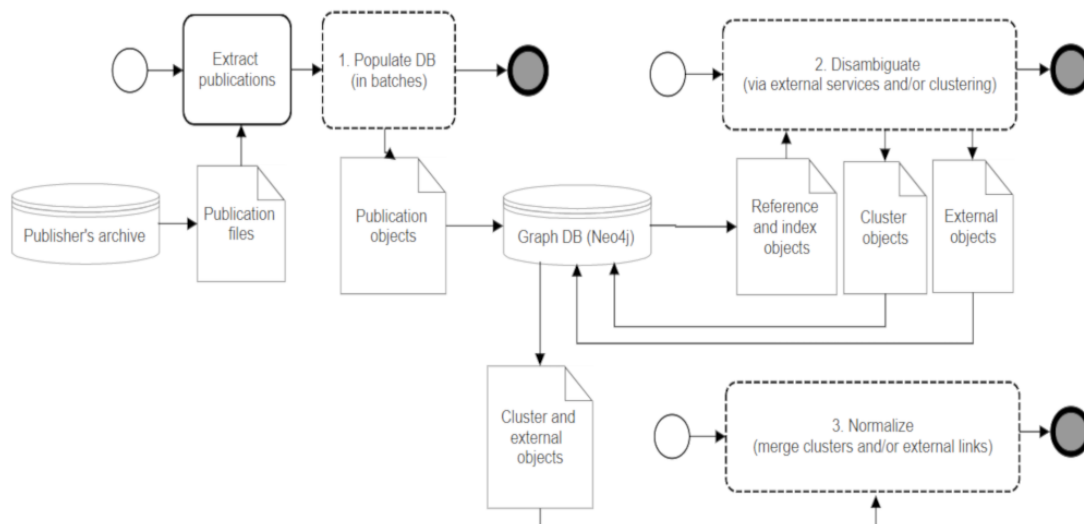 Extract
publications
1. Populate DB
(in batches)
2. Disambiguate
(via external services and/or clustering)
Publisher's archive
Publication
files
Publication
objects
Graph DB (Neo4j)
Reference
and index
objects
Cluster
objects
External
objects
Cluster and
external
objects
3. Normalize
(merge clusters and/or external links)